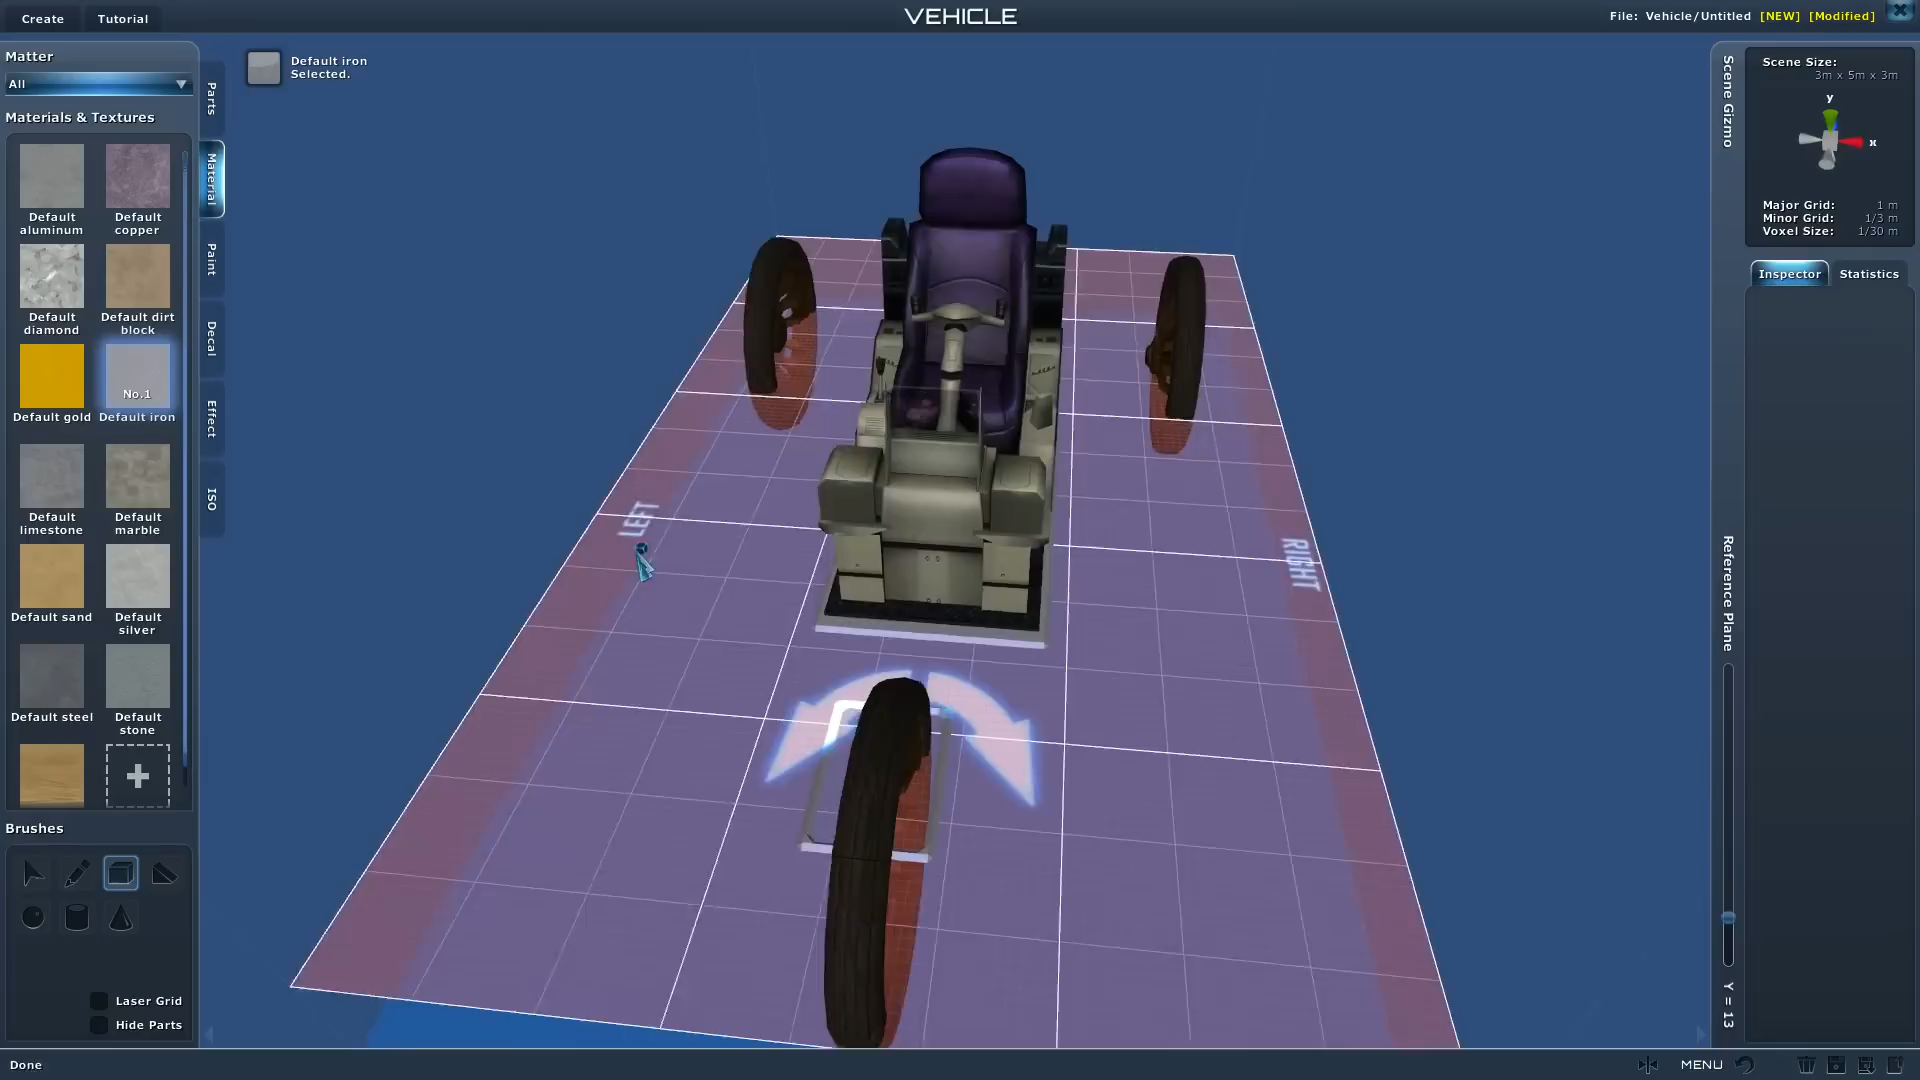 Create
Tutorial
VEHICLE
File: Vehicle/Untitled [NEW] [Modified]
Matter
All
Materials & Textures
Default aluminum
Default copper
Default diamond
Default dirt block
Default gold
No.1
Default iron
Default limestone
Default marble
Default sand
Default silver
Default steel
Default stone
Brushes
Laser Grid
Hide Parts
Done
Parts
Material
Paint
Decal
Effect
ISO
Default iron
Selected.
LEFT
RIGHT
Scene Gizmo
Scene Size:
3m x 5m x 3m
y
x
Major Grid: 1 m
Minor Grid: 1/3 m
Voxel Size: 1/30 m
Inspector
Statistics
Reference Plane
Y = 13
MENU